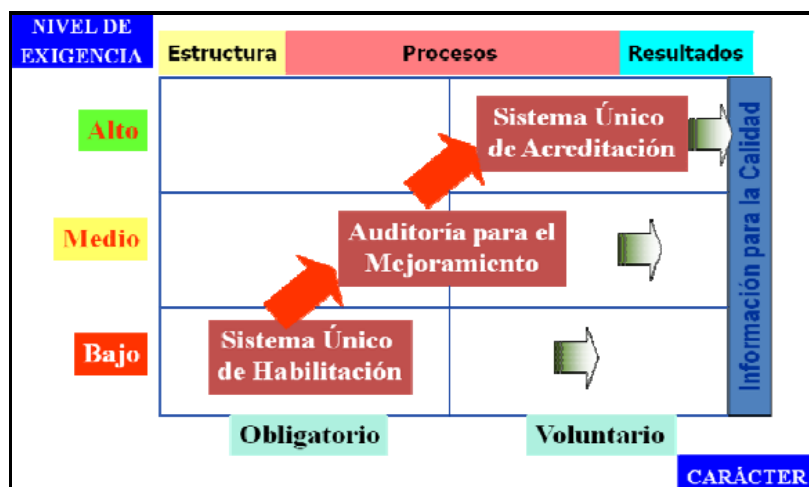 NIVEL DE
EXIGENCIA
Estructura
Procesos
Resultados
Alto
Sistema Único
de Acreditación
Medio
Auditoría para el
Mejoramiento
Bajo
Sistema Único
de Habilitación
Información para la Calidad
Obligatorio
Voluntario
CARÁCTER